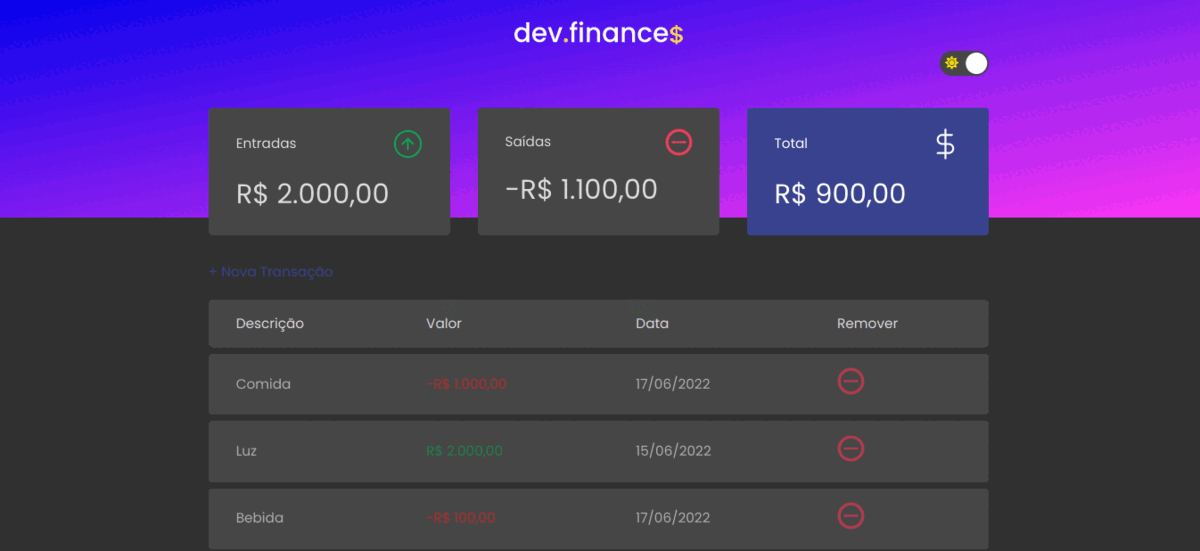 dev.finance$
Entradas
R$ 2.000,00
Saídas
-R$ 1.100,00
Total
$
R$ 900,00
+ Nova Transação
Descrição Valor Data Remover
Comida -R$ 1.000,00 17/06/2022
Luz R$ 2.000,00 15/06/2022
Bebida -R$ 100,00 17/06/2022